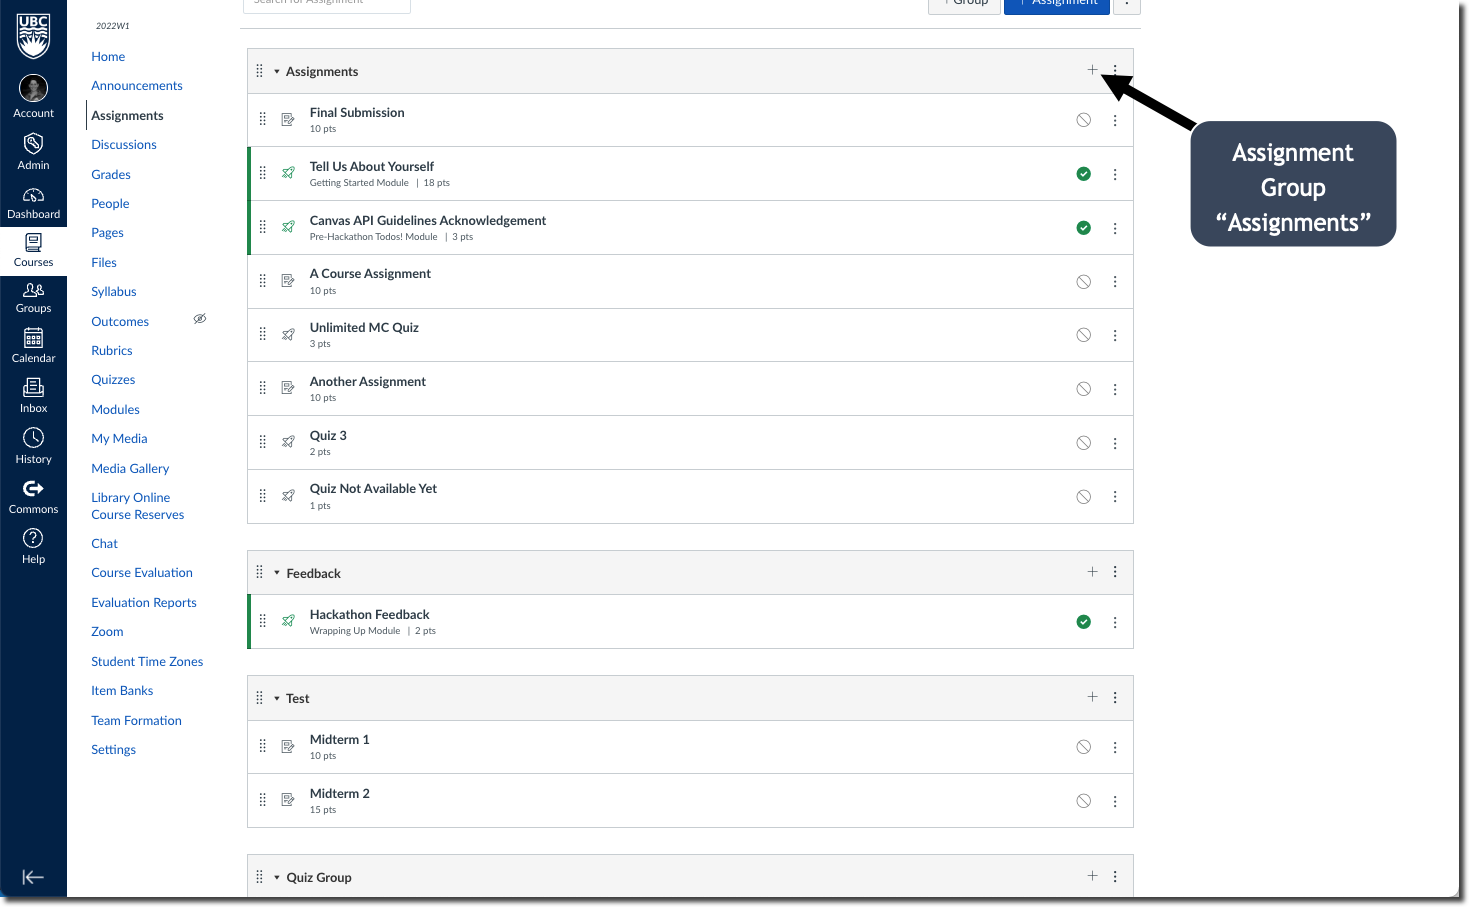 UBC
Account
Admin
Dashboard
Courses
Groups
Calendar
Inbox
History
Commons
Help
2022W1
Home
Announcements
Assignments
Discussions
Grades
People
Pages
Files
Syllabus
Outcomes
Rubrics
Quizzes
Modules
My Media
Media Gallery
Library Online
Course Reserves
Chat
Course Evaluation
Evaluation Reports
Zoom
Student Time Zones
Item Banks
Team Formation
Settings
Search for Assignment
+ Group
+ Assignment
Assignments
Final Submission
10 pts
Tell Us About Yourself
Getting Started Module | 18 pts
Canvas API Guidelines Acknowledgement
Pre-Hackathon Todos! Module | 3 pts
A Course Assignment
10 pts
Unlimited MC Quiz
3 pts
Another Assignment
10 pts
Quiz 3
2 pts
Quiz Not Available Yet
1 pts
Feedback
Hackathon Feedback
Wrapping Up Module | 2 pts
Test
Midterm 1
10 pts
Midterm 2
15 pts
Quiz Group
Assignment
Group
“Assignments”